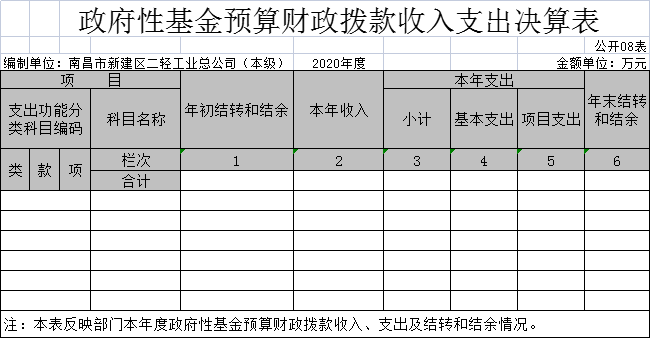 政府性基金预算财政拨款收入支出决算表
公开08表
编制单位：南昌市新建区二轻工业总公司（本级） 2020年度 金额单位：万元
项 目 年初结转和结余 本年收入 本年支出 年末结转和结余
支出功能分类科目编码 科目名称 小计 基本支出 项目支出
类 款 项 栏次 1 2 3 4 5 6
合计
注：本表反映部门本年度政府性基金预算财政拨款收入、支出及结转和结余情况。